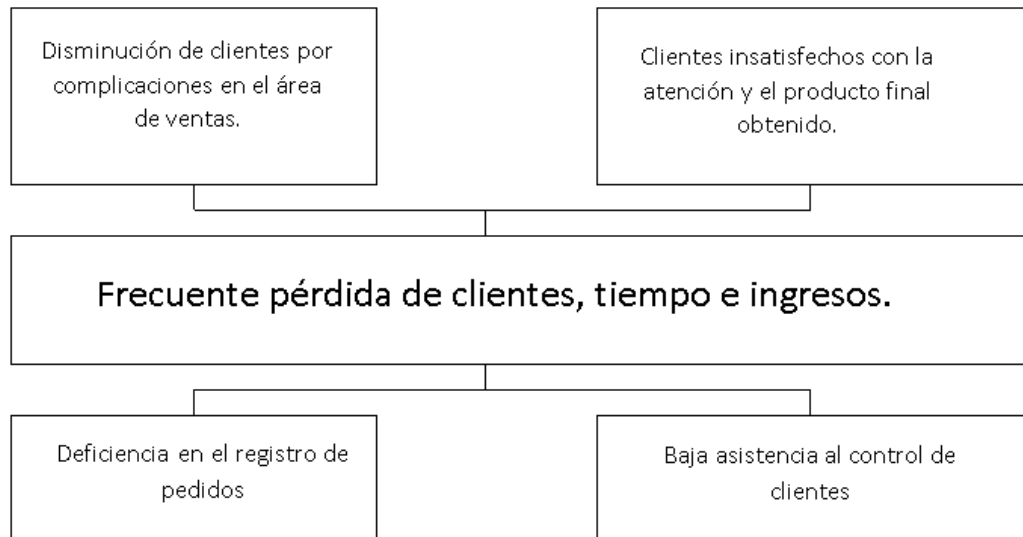 Disminución de clientes por
complicaciones en el área
de ventas.
Clientes insatisfechos con la
atención y el producto final
obtenido.
Frecuente pérdida de clientes, tiempo e ingresos.
Deficiencia en el registro de
pedidos
Baja asistencia al control de
clientes